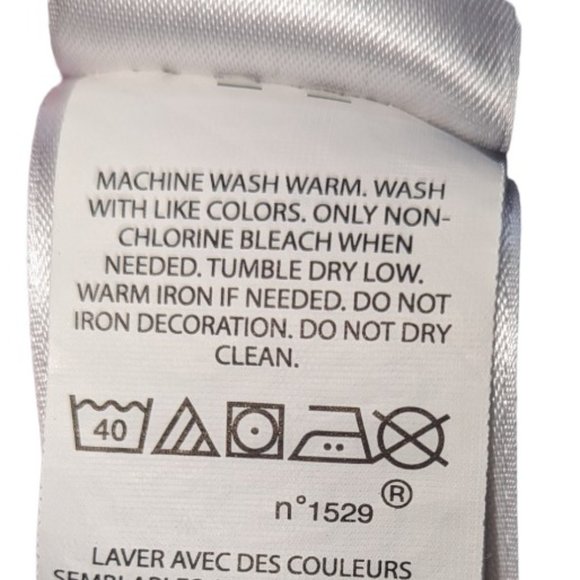 MACHINE WASH WARM. WASH
WITH LIKE COLORS. ONLY NON-
CHLORINE BLEACH WHEN
NEEDED. TUMBLE DRY LOW.
WARM IRON IF NEEDED. DO NOT
IRON DECORATION. DO NOT DRY
CLEAN.
40
®
n°1529
LAVER AVEC DES COULEURS